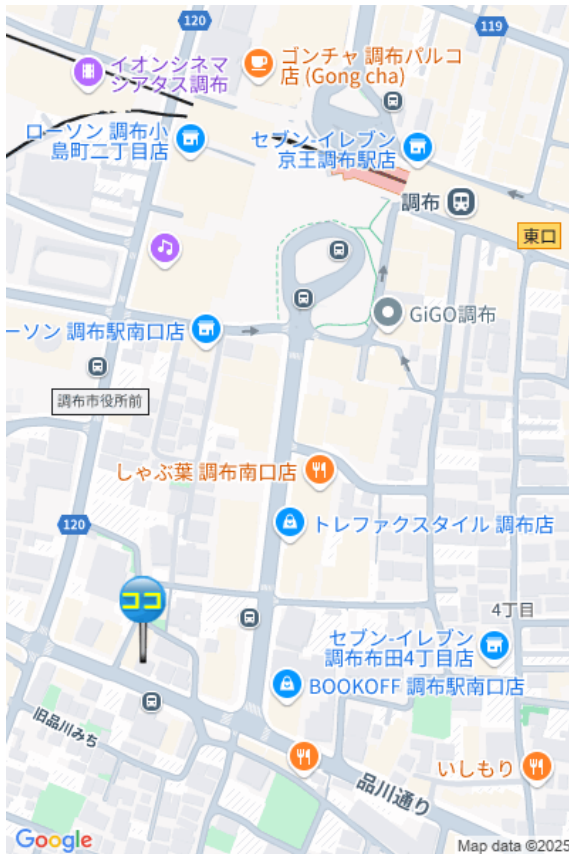 120
119
イオンシネマ
シアタス調布
ゴンチャ 調布パルコ
店 (Gong cha)
ローソン 調布小
島町二丁目店
セブン-イレブン
京王調布駅店
調布
東口
GiGO調布
ーソン 調布駅南口店
調布市役所前
しゃぶ葉 調布南口店
120
トレファクスタイル 調布店
ココ
4丁目
セブン-イレブン
調布布田4丁目店
BOOKOFF 調布駅南口店
旧品川みち
いしもり
品川通り
Google
Map data ©2025